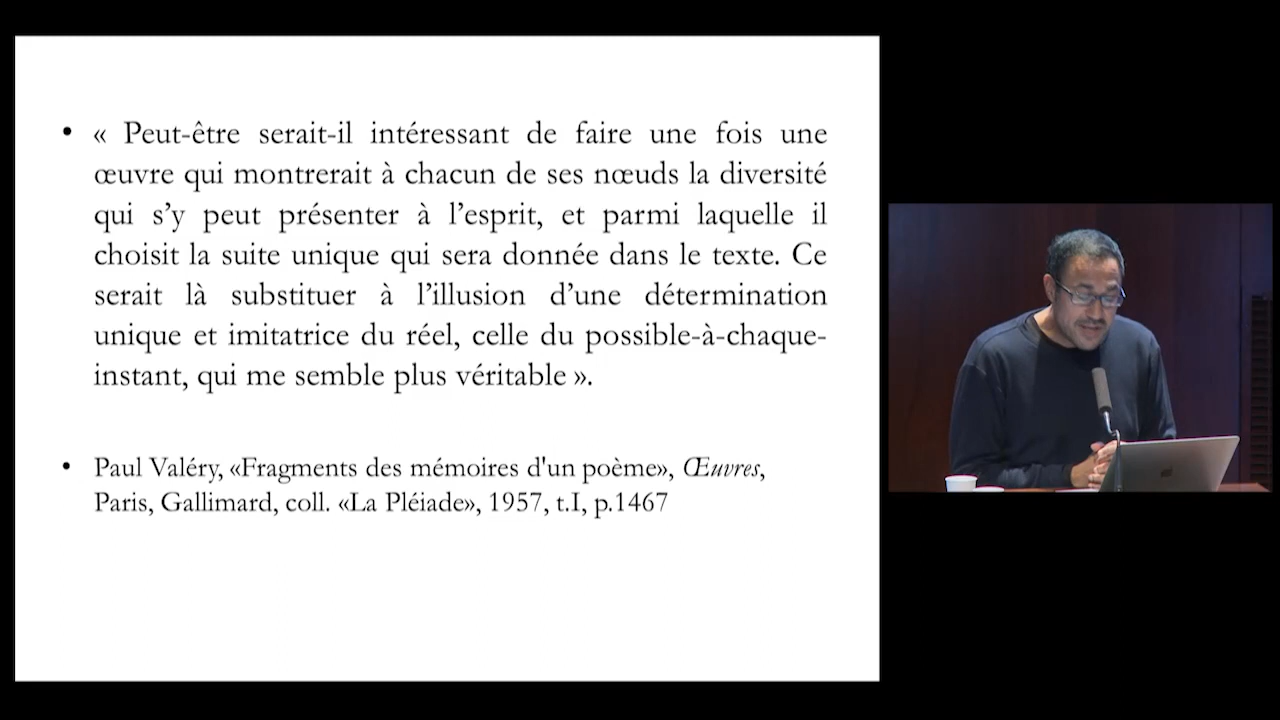 • « Peut-être serait-il intéressant de faire une fois une
œuvre qui montrerait à chacun de ses nœuds la diversité
qui s’y peut présenter à l’esprit, et parmi laquelle il
choisit la suite unique qui sera donnée dans le texte. Ce
serait là substituer à l’illusion d’une détermination
unique et imitatrice du réel, celle du possible-à-chaque-
instant, qui me semble plus véritable ».
• Paul Valéry, «Fragments des mémoires d'un poème», Œuvres,
Paris, Gallimard, coll. «La Pléiade», 1957, t.I, p.1467